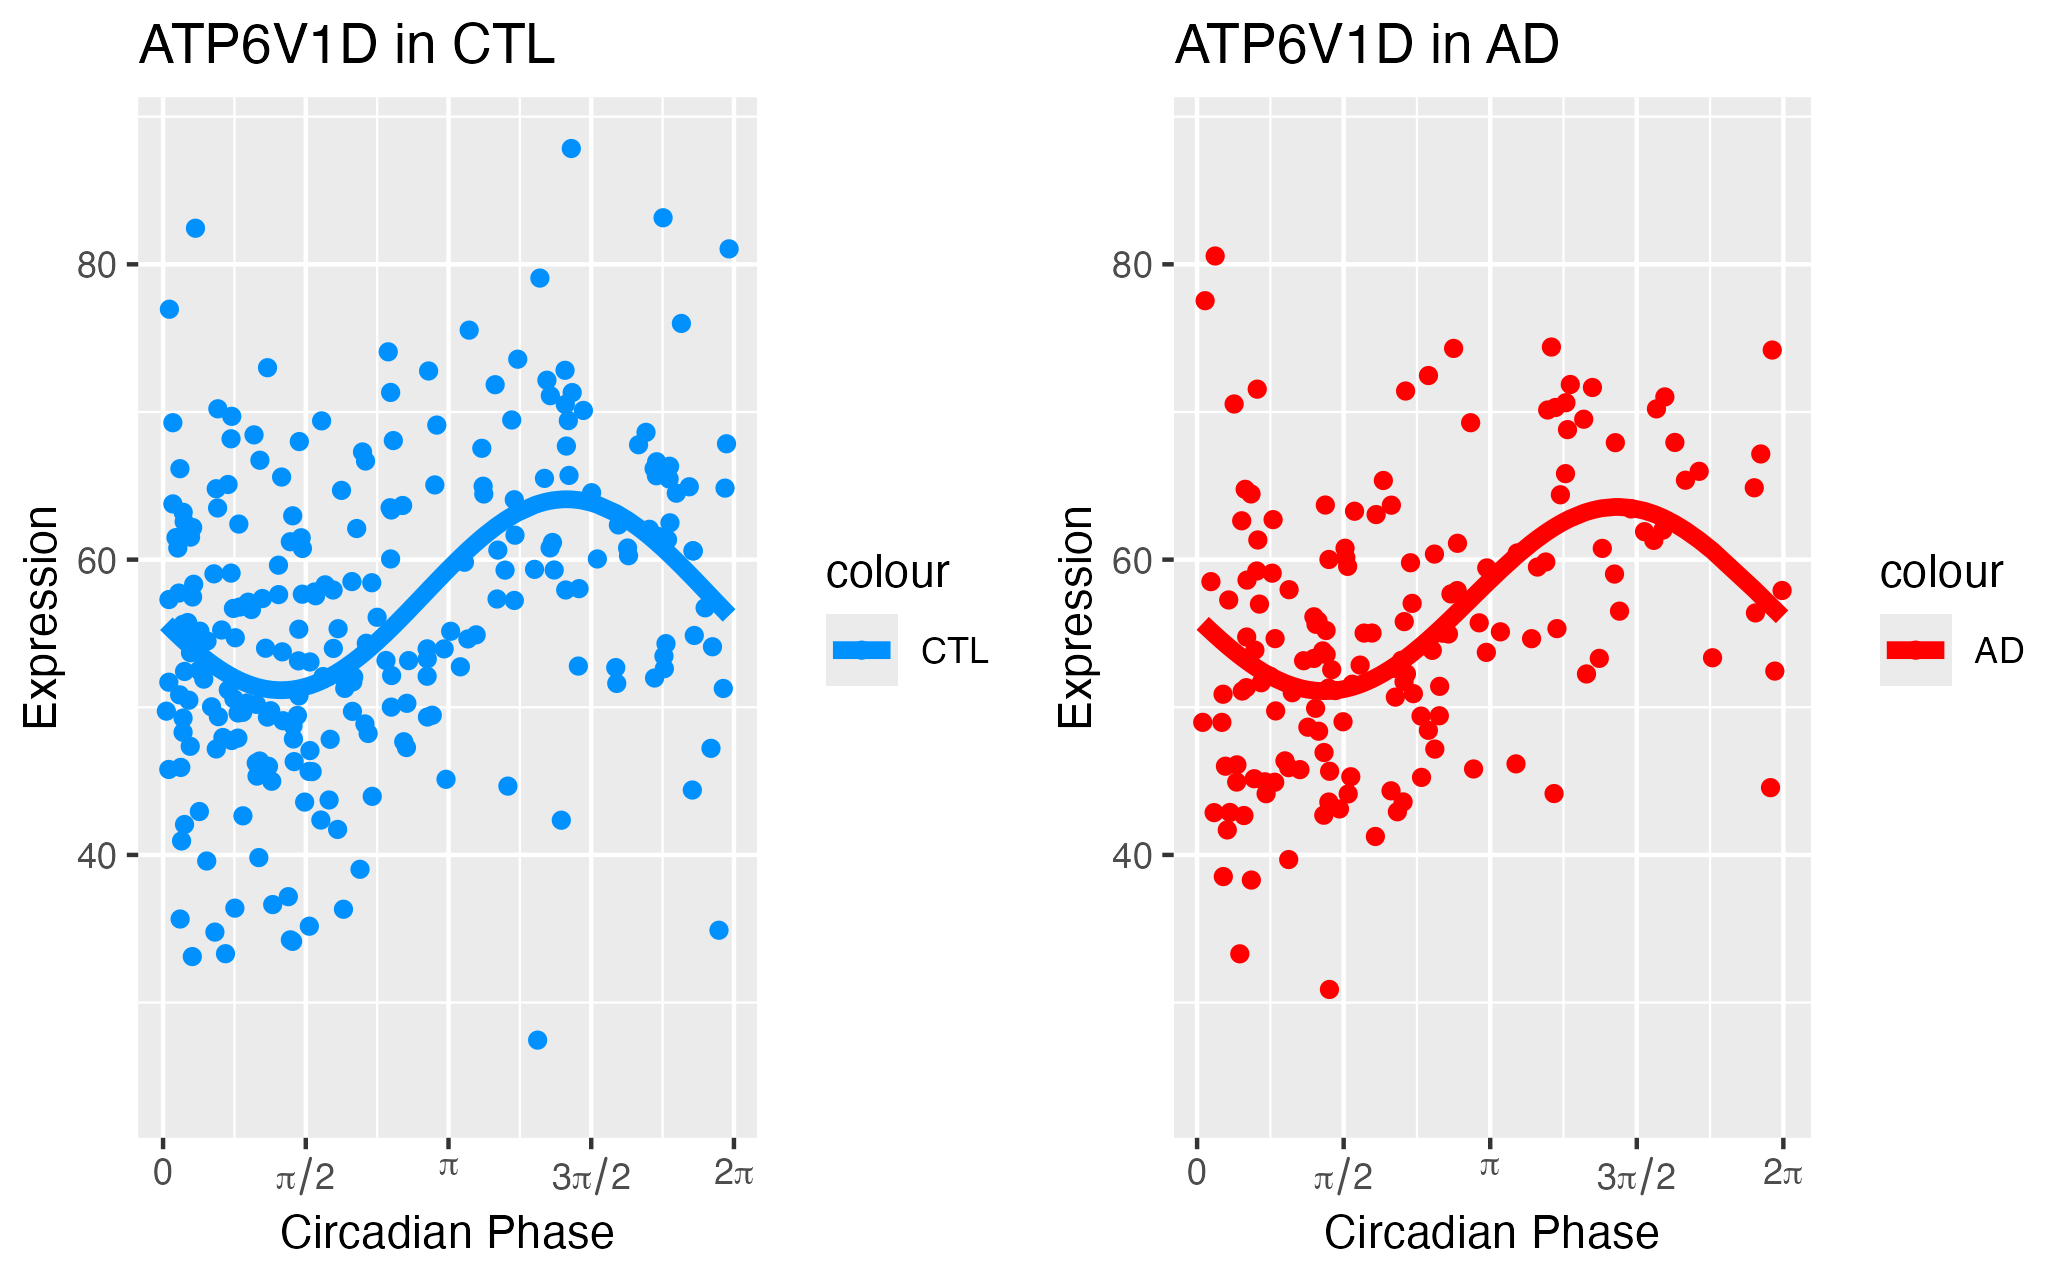 ATP6V1D in CTL
Expression
80
60
40
0
π/2
π
3π/2
2π
Circadian Phase
colour
CTL
ATP6V1D in AD
Expression
80
60
40
0
π/2
π
3π/2
2π
Circadian Phase
colour
AD